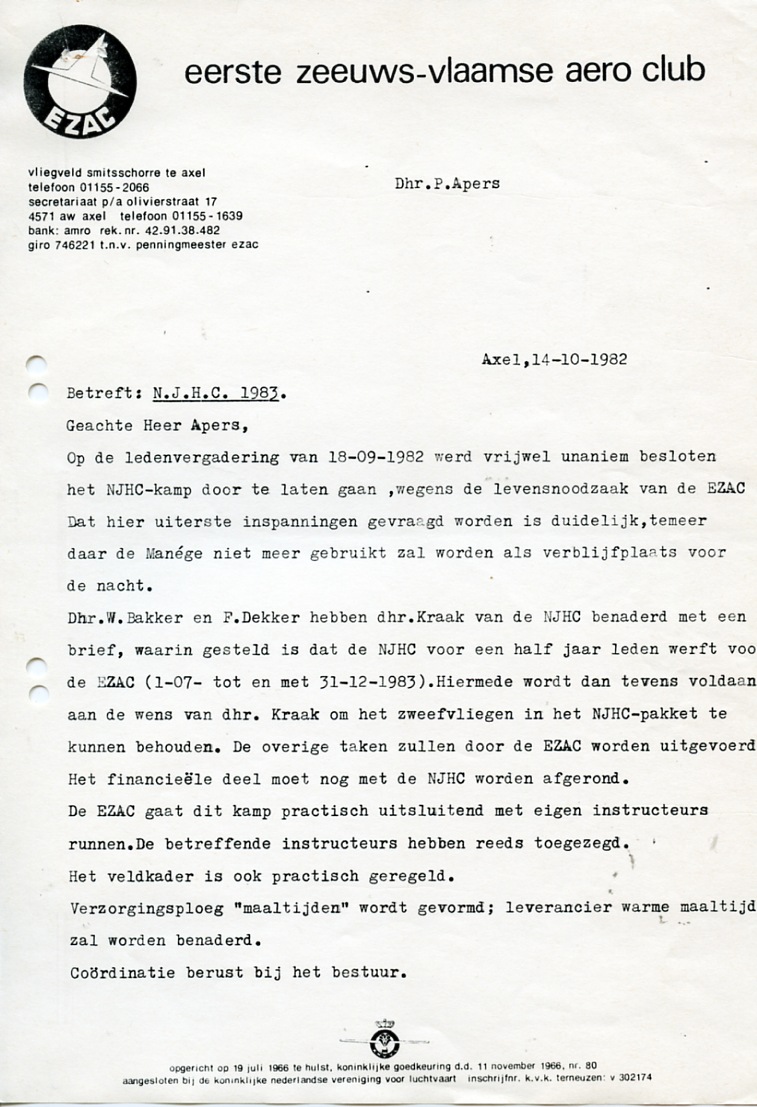 EZAC
eerste zeeuws-vlaamse aero club
vliegveld smitsschorre te axel
telefoon 01155-2066
secretariaat p/a olivierstraat 17
4571 aw axel telefoon 01155-1639
bank: amro rek.nr. 42.91.38.482
giro 746221 t.n.v. penningmeester ezac
Dhr.P.Apers
Axel,14-10-1982
Betreft: N.J.H.C. 1983.
Geachte Heer Apers,
Op de ledenvergadering van 18-09-1982 werd vrijwel unaniem besloten
het NJHC-kamp door te laten gaan ,wegens de levensnoodzaak van de EZAC
Dat hier uiterste inspanningen gevraagd worden is duidelijk,temeer
daar de Manége niet meer gebruikt zal worden als verblijfplaats voor
de nacht.
Dhr.W.Bakker en F.Dekker hebben dhr.Kraak van de NJHC benaderd met een
brief, waarin gesteld is dat de NJHC voor een half jaar leden werft voo
de EZAC (1-07- tot en met 31-12-1983).Hiermede wordt dan tevens voldaan
aan de wens van dhr. Kraak om het zweefvliegen in het NJHC-pakket te
kunnen behouden. De overige taken zullen door de EZAC worden uitgevoerd
Het financieële deel moet nog met de NJHC worden afgerond.
De EZAC gaat dit kamp practisch uitsluitend met eigen instructeurs
runnen.De betreffende instructeurs hebben reeds toegezegd.
Het veldkader is ook practisch geregeld.
Verzorgingsploeg "maaltijden" wordt gevormd; leverancier warme maaltijd
zal worden benaderd.
Coördinatie berust bij het bestuur.
opgericht op 19 juli 1966 te hulst, koninklijke goedkeuring d.d. 11 november 1966, nr. 80
aangesloten bij de koninklijke nederlandse vereniging voor luchtvaart inschrijfnr. k.v.k. terneuzen: v 302174